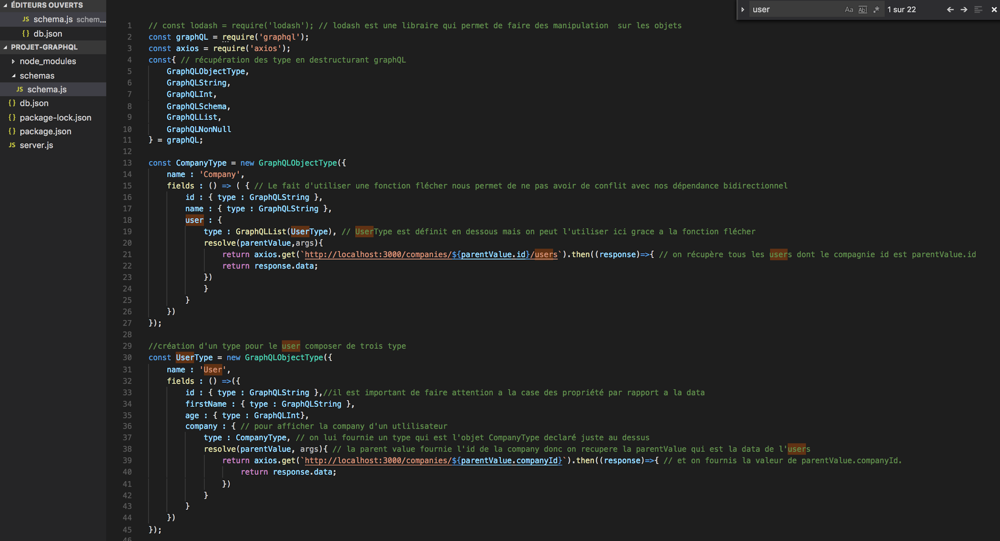 ÉDITEURS OUVERTS
JS schema.js schem...
{} db.json
PROJET-GRAPHQL
node_modules
schemas
JS schema.js
{} db.json
{} package-lock.json
{} package.json
JS server.js
user Aa Abl .* 1 sur 22
1 // const lodash = require('lodash'); // lodash est une libraire qui permet de faire des manipulation  sur les objets
2 const graphQL = require('graphql');
3 const axios = require('axios');
4 const{ // récupération des type en destructurant graphQL
5 GraphQLObjectType,
6 GraphQLString,
7 GraphQLInt,
8 GraphQLSchema,
9 GraphQLList,
10 GraphQLNonNull
11 } = graphQL;
12
13 const CompanyType = new GraphQLObjectType({
14 name : 'Company',
15 fields : () => ( { // Le fait d'utiliser une fonction flécher nous permet de ne pas avoir de conflit avec nos dépendance bidirectionnel
16 id : { type : GraphQLString },
17 name : { type : GraphQLString },
18 user : {
19 type : GraphQLList(UserType), // UserType est définit en dessous mais on peut l'utiliser ici grace a la fonction flécher
20 resolve(parentValue,args){
21 return axios.get(`http://localhost:3000/companies/${parentValue.id}/users`).then((response)=>{ // on récupère tous les users dont le compagnie id est parentValue.id
22 return response.data;
23 })
24 }
25 }
26 })
27 });
28
29 //création d'un type pour le user composer de trois type
30 const UserType = new GraphQLObjectType({
31 name : 'User',
32 fields : () =>({
33 id : { type : GraphQLString },//il est important de faire attention a la case des propriété par rapport a la data
34 firstName : { type : GraphQLString },
35 age : { type : GraphQLInt},
36 company : { // pour afficher la company d'un utlilisateur
37 type : CompanyType, // on lui fournie un type qui est l'objet CompanyType declaré juste au dessus
38 resolve(parentValue, args){ // la parent value fournie l'id de la company donc on recupere la parentValue qui est la data de l'users
39 return axios.get(`http://localhost:3000/companies/${parentValue.companyId}`).then((response)=>{ // et on fournis la valeur de parentValue.companyId.
40 return response.data;
41 })
42 }
43 }
44 })
45 });
46